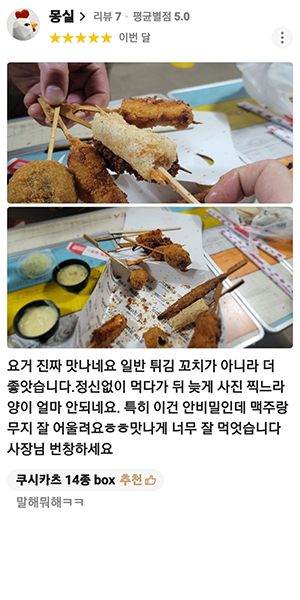 몽실 >
리뷰 7 · 평균별점 5.0
★★★★★ 이번 달
요거 진짜 맛나네요 일반 튀김 꼬치가 아니라 더
좋앗습니다.정신없이 먹다가 뒤 늦게 사진 찍느라
양이 얼마 안되네요. 특히 이건 안비밀인데 맥주랑
무지 잘 어울려요ㅎㅎ맛나게 너무 잘 먹엇습니다
사장님 번창하세요
쿠시카츠 14종 box 추천
말해뭐해ㅋㅋ